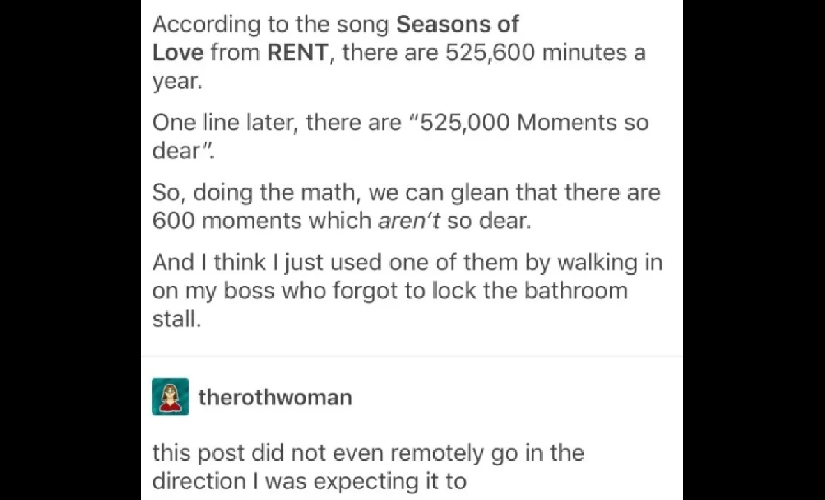 According to the song Seasons of
Love from RENT, there are 525,600 minutes a
year.
One line later, there are “525,000 Moments so
dear”.
So, doing the math, we can glean that there are
600 moments which aren’t so dear.
And I think I just used one of them by walking in
on my boss who forgot to lock the bathroom
stall.
therothwoman
this post did not even remotely go in the
direction I was expecting it to